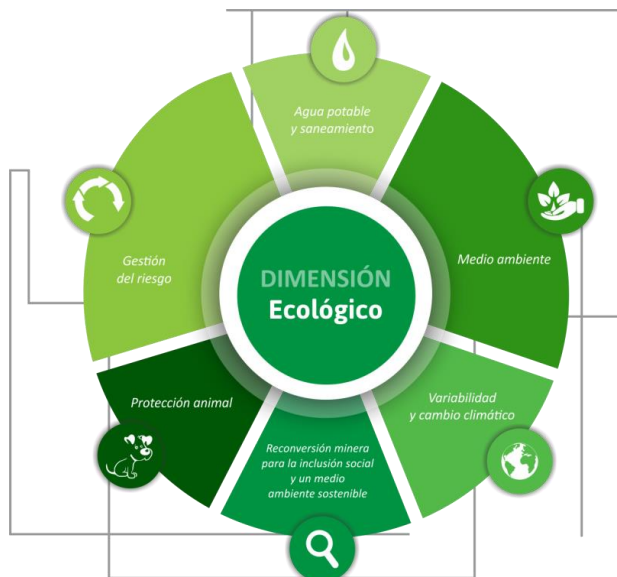 Agua potable
y saneamiento
Medio ambiente
Variabilidad
y cambio climático
Reconversión minera
para la inclusión social
y un medio
ambiente sostenible
Protección animal
Gestión
del riesgo
DIMENSIÓN
Ecológico